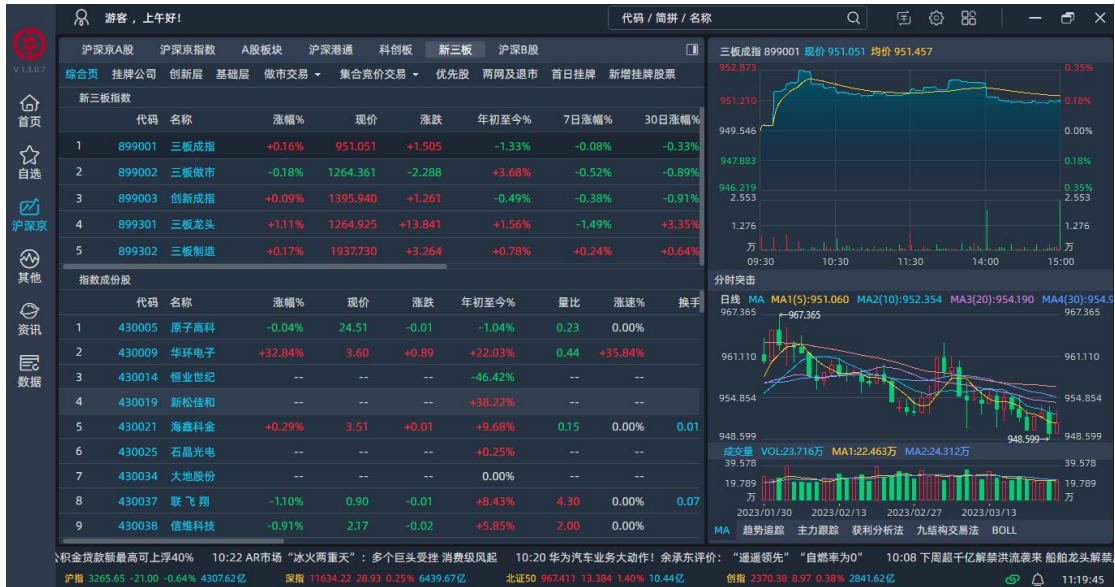 游客 , 上午好!
代码 / 简拼 / 名称
V 1.3.0.7
首页
自选
沪深京
其他
资讯
数据
沪深京A股 沪深京指数 A股板块 沪深港通 科创板 新三板 沪深B股
综合页 挂牌公司 创新层 基础层 做市交易 集合竞价交易 优先股 两网及退市 首日挂牌 新增挂牌股票
新三板指数
代码 名称 涨幅% 现价 涨跌 年初至今% 7日涨幅% 30日涨幅%
1 899001 三板成指 +0.16% 951.051 +1.505 -1.33% -0.08% -0.33%
2 899002 三板做市 -0.18% 1264.361 -2.288 +3.68% -0.52% -0.89%
3 899003 创新成指 +0.09% 1395.940 +1.261 -0.49% -0.38% -0.91%
4 899301 三板龙头 +1.11% 1264.925 +13.841 +1.56% -1.49% +3.35%
5 899302 三板制造 +0.17% 1937.730 +3.264 +0.78% +0.24% +0.64%
指数成份股
代码 名称 涨幅% 现价 涨跌 年初至今% 量比 涨速% 换手
1 430005 原子高科 -0.04% 24.51 -0.01 -1.04% 0.23 0.00%
2 430009 华环电子 +32.84% 3.60 +0.89 +22.03% 0.44 +35.84%
3 430014 恒业世纪 -- -- -- -46.42% -- --
4 430019 新松佳和 -- -- -- +38.22% -- --
5 430021 海鑫科金 +0.29% 3.51 +0.01 +9.68% 0.15 0.00% 0.01
6 430025 石晶光电 -- -- -- +0.25% -- --
7 430034 大地股份 -- -- -- 0.00% -- --
8 430037 联飞翔 -1.10% 0.90 -0.01 +8.43% 4.30 0.00% 0.07
9 430038 信维科技 -0.91% 2.17 -0.02 +5.85% 2.00 0.00%
三板成指 899001 现价 951.051 均价 951.457
952.873 0.35%
951.210 0.18%
949.546 0.00%
947.883 0.18%
946.219 0.35%
2.553 2.553
1.276 1.276
万 万
09:30 10:30 11:30 14:00 15:00
分时突击
日线 MA MA1(5):951.060 MA2(10):952.354 MA3(20):954.190 MA4(30):954.9
967.365 967.365 967.365
961.110 961.110
954.854 954.854
948.599 948.599 948.599
成交量 VOL:23.716万 MA1:22.463万 MA2:24.312万
39.578 39.578
19.789 19.789
万 万
2023/01/30 2023/02/13 2023/02/27 2023/03/13
MA 趋势追踪 主力跟踪 获利分析法 九结构交易法 BOLL
积金贷款额最高可上浮40% 10:22 AR市场“冰火两重天”：多个巨头受挫 消费级风起 10:20 华为汽车业务大动作！余承东评价： “遥遥领先” “自燃率为0” 10:08 下周超千亿解禁洪流袭来 船舶龙头解禁
沪指 3265.65 -21.00 -0.64% 4307.62亿 深指 11634.22 28.93 0.25% 6439.67亿 北证50 967.411 13.384 1.40% 10.44亿 创指 2370.38 8.97 0.38% 2841.62亿 11:19:45